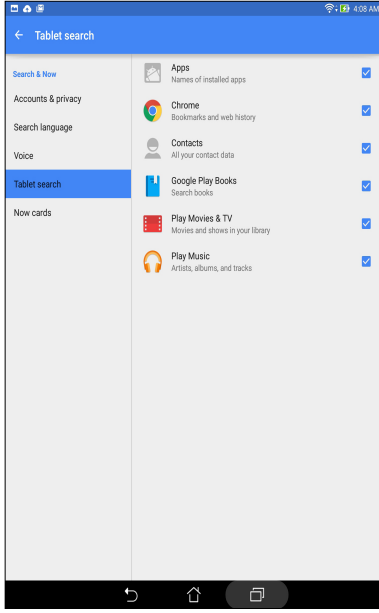 4:08 AM
Tablet search
Search & Now
Accounts & privacy
Search language
Voice
Tablet search
Now cards
Apps
Names of installed apps
Chrome
Bookmarks and web history
Contacts
All your contact data
Google Play Books
Search books
Play Movies & TV
Movies and shows in your library
Play Music
Artists, albums, and tracks